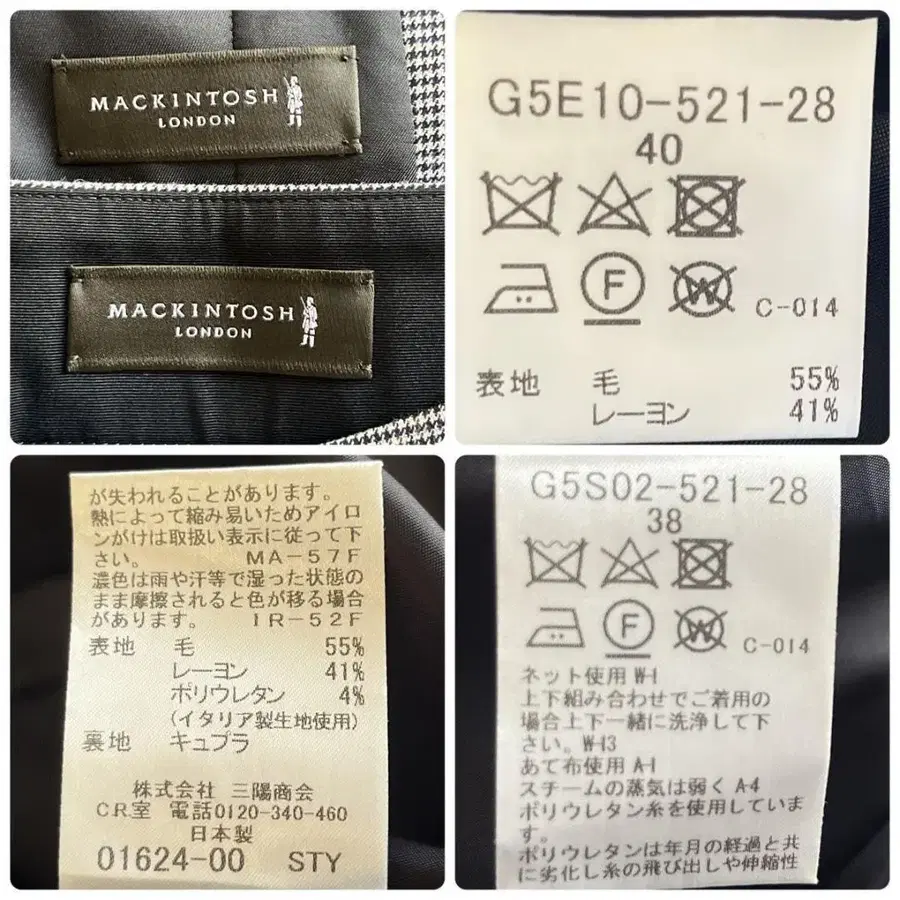 MACKINTOSH
LONDON
MACKINTOSH
LONDON
G5E10-521-28
40
F
W
C-014
表地 毛 55%
レーヨン 41%
が失われることがあります。
熱によって縮み易いためアイロ
ンがけは取扱い表示に従って下
さい。 MA-57F
濃色は雨や汗等で湿った状態の
まま摩擦されると色が移る場合
があります。 IR-52F
表地 毛 55%
レーヨン 41%
ポリウレタン 4%
(イタリア製生地使用)
裏地 キュプラ
株式会社 三陽商会
CR室 電話0120-340-460
日本製
01624-00 STY
G5S02-521-28
38
F
W
C-014
ネット使用 W-1
上下組み合わせでご着用の
場合上下一緒に洗浄して下
さい。W-13
あて布使用 A-1
スチームの蒸気は弱く A-4
ポリウレタン糸を使用していま
す。
ポリウレタンは年月の経過と共
に劣化し糸の飛び出しや伸縮性